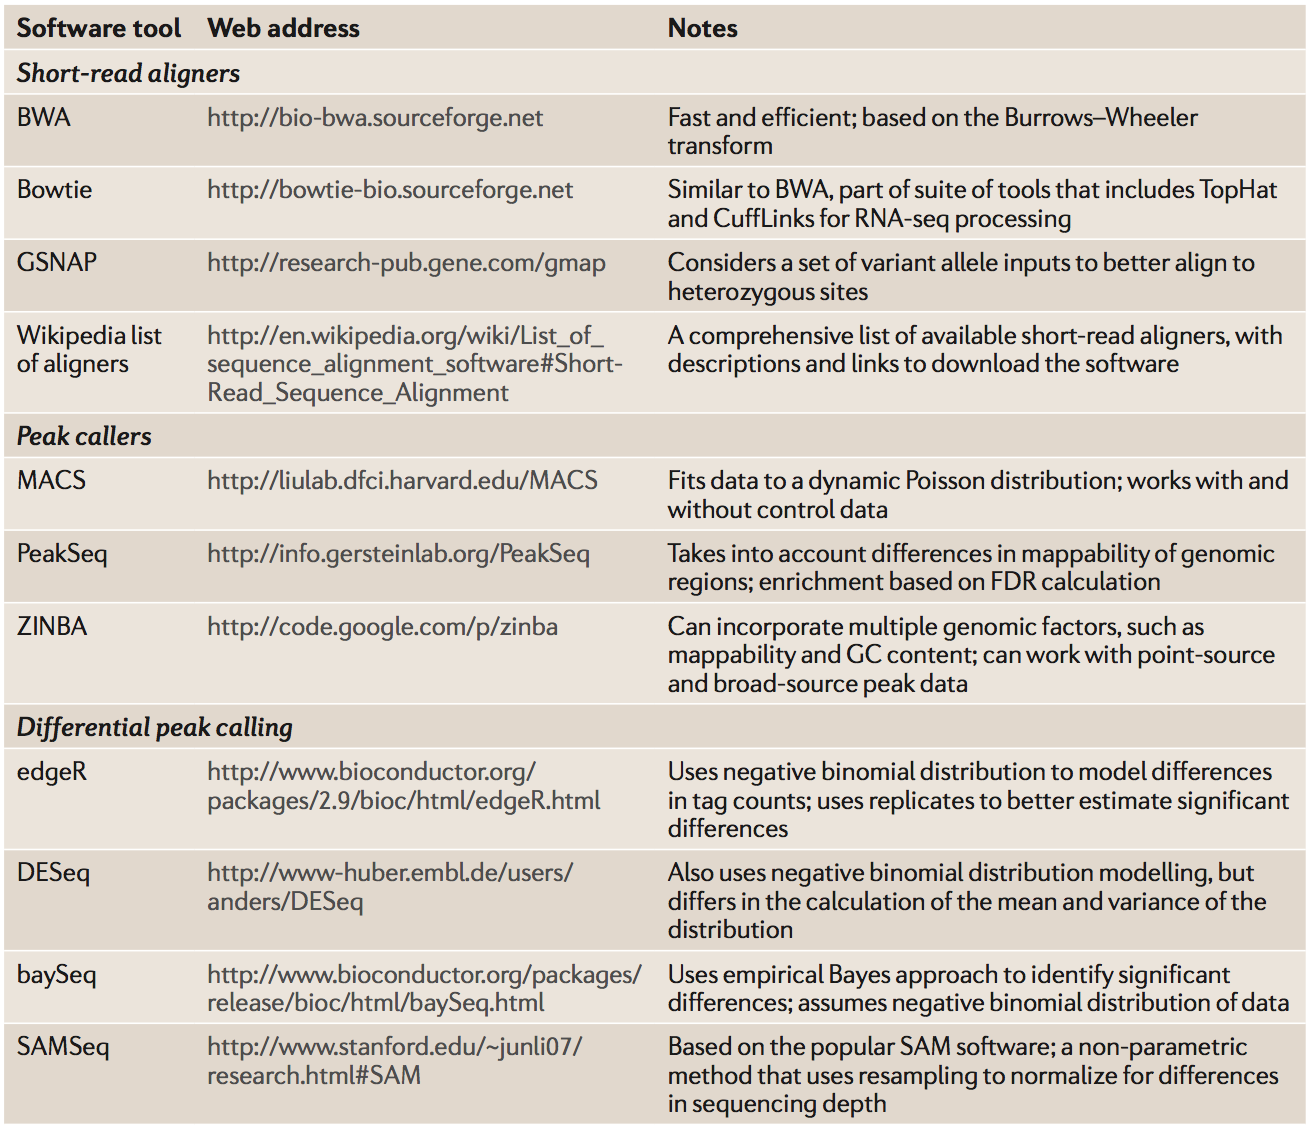 Software tool Web address Notes
Short-read aligners
BWA http://bio-bwa.sourceforge.net Fast and efficient; based on the Burrows–Wheeler
transform
Bowtie http://bowtie-bio.sourceforge.net Similar to BWA, part of suite of tools that includes TopHat
and CuffLinks for RNA-seq processing
GSNAP http://research-pub.gene.com/gmap Considers a set of variant allele inputs to better align to
heterozygous sites
Wikipedia list http://en.wikipedia.org/wiki/List_of_ A comprehensive list of available short-read aligners, with
of aligners sequence_alignment_software#Short- descriptions and links to download the software
Read_Sequence_Alignment
Peak callers
MACS http://liulab.dfci.harvard.edu/MACS Fits data to a dynamic Poisson distribution; works with and
without control data
PeakSeq http://info.gersteinlab.org/PeakSeq Takes into account differences in mappability of genomic
regions; enrichment based on FDR calculation
ZINBA http://code.google.com/p/zinba Can incorporate multiple genomic factors, such as
mappability and GC content; can work with point-source
and broad-source peak data
Differential peak calling
edgeR http://www.bioconductor.org/ Uses negative binomial distribution to model differences
packages/2.9/bioc/html/edgeR.html in tag counts; uses replicates to better estimate significant
differences
DESeq http://www-huber.embl.de/users/ Also uses negative binomial distribution modelling, but
anders/DESeq differs in the calculation of the mean and variance of the
distribution
baySeq http://www.bioconductor.org/packages/ Uses empirical Bayes approach to identify significant
release/bioc/html/baySeq.html differences; assumes negative binomial distribution of data
SAMSeq http://www.stanford.edu/~junli07/ Based on the popular SAM software; a non-parametric
research.html#SAM method that uses resampling to normalize for differences
in sequencing depth